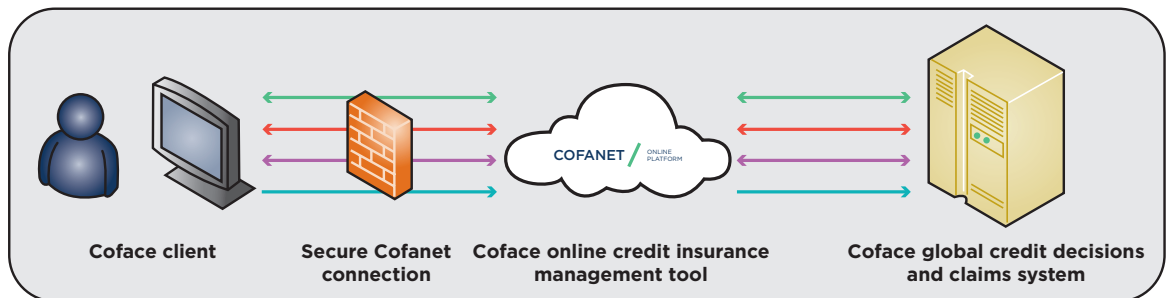 COFANET / ONLINE
PLATFORM
Coface client
Secure Cofanet
connection
Coface online credit insurance
management tool
Coface global credit decisions
and claims system